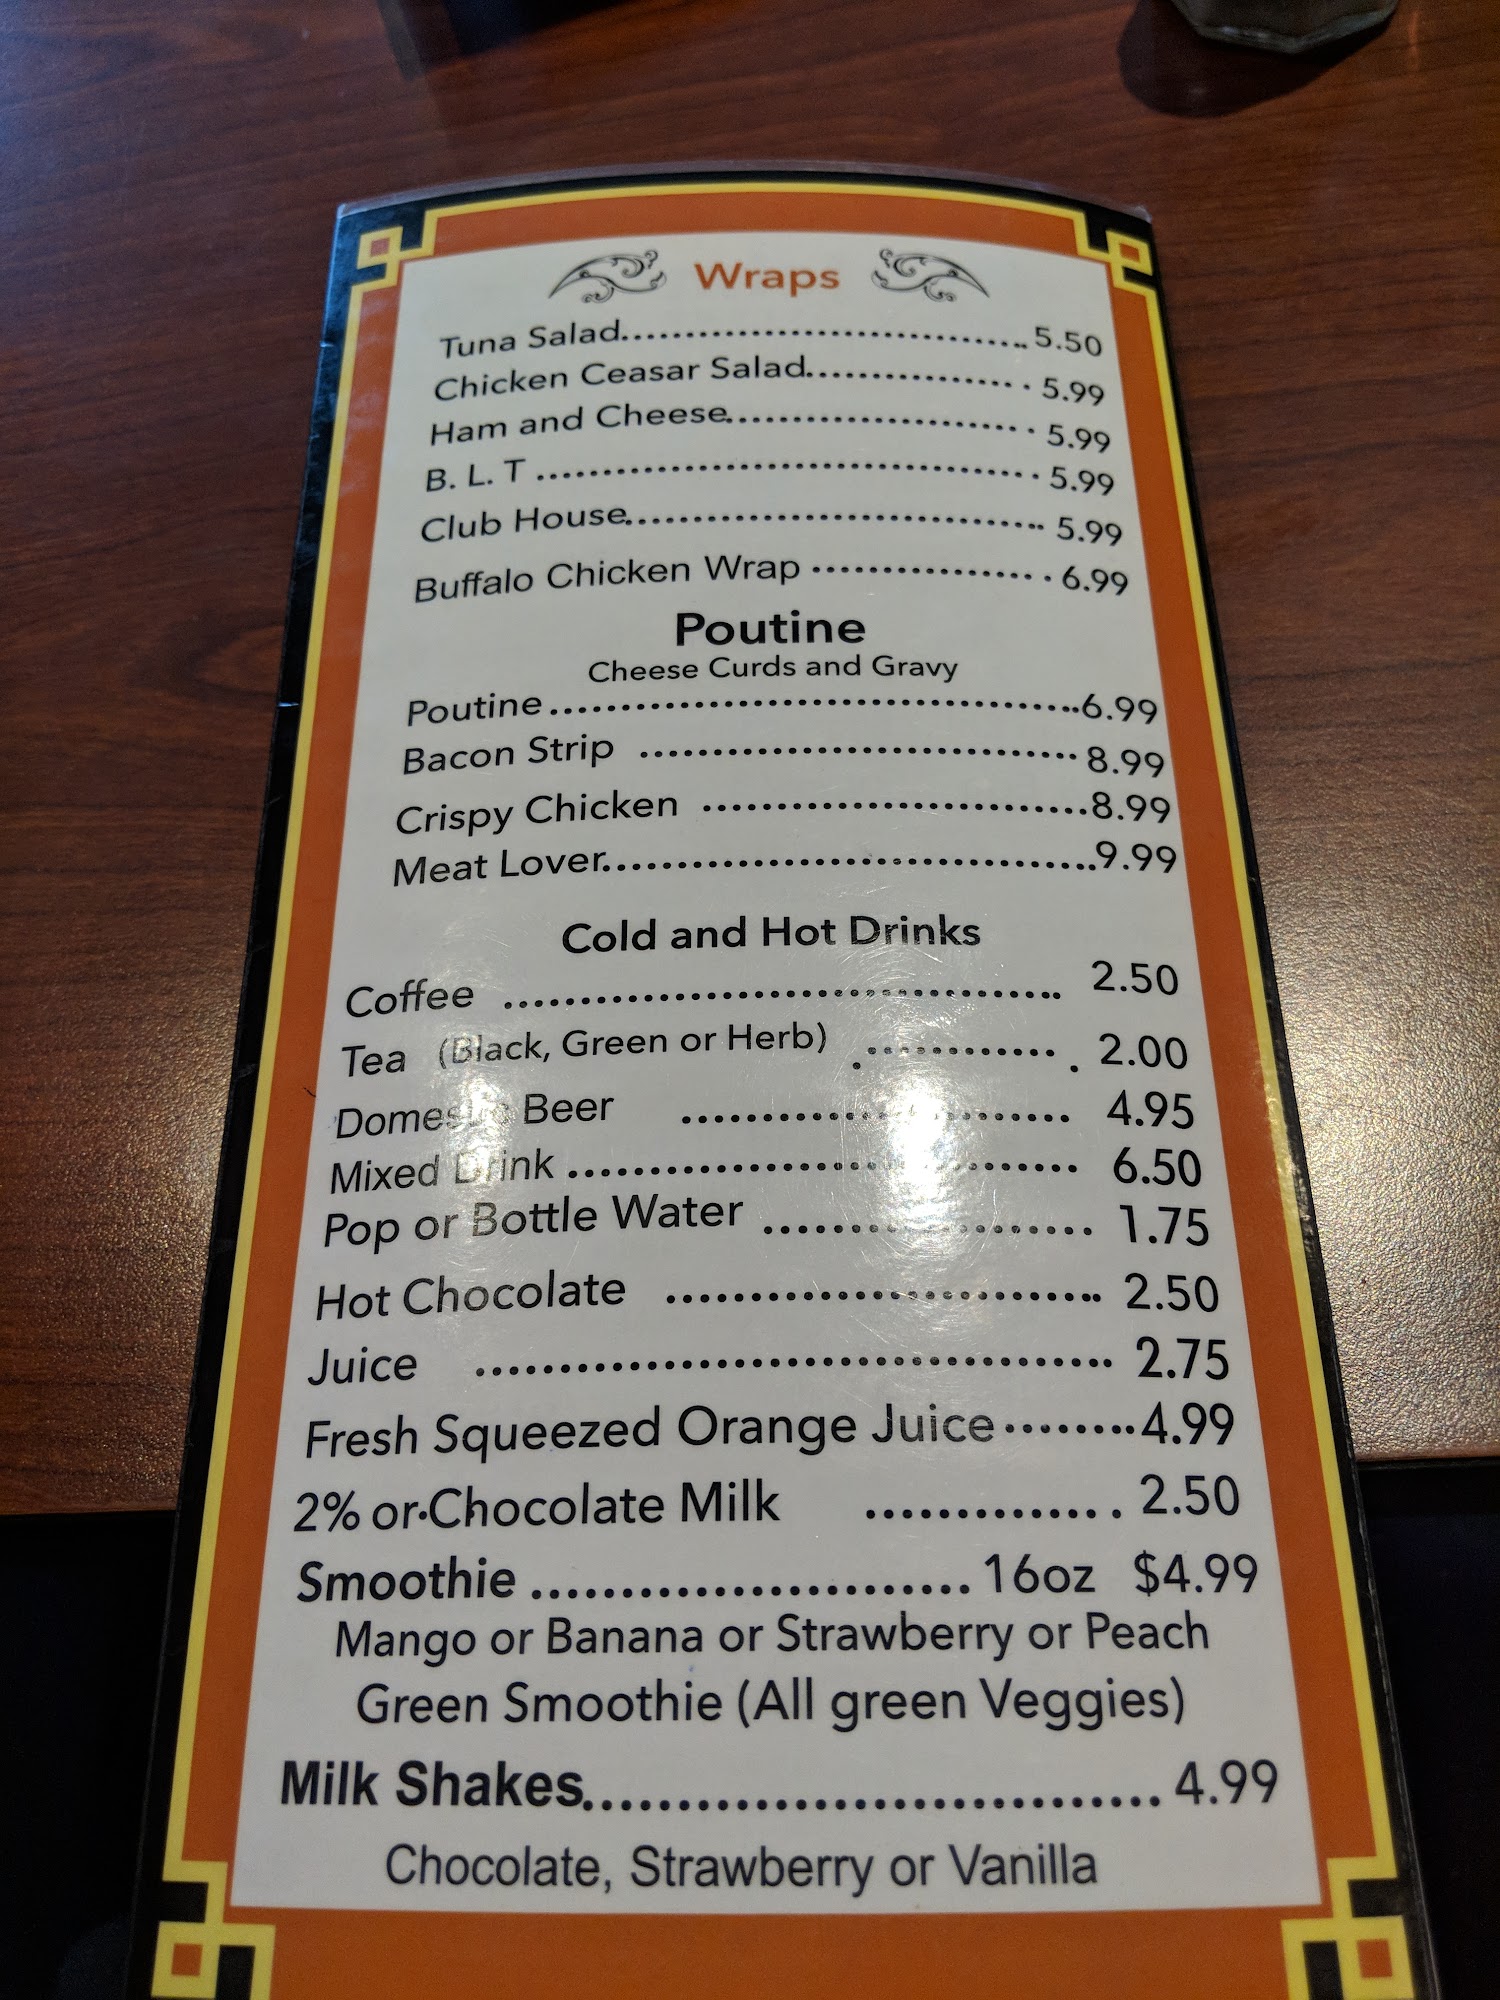 Wraps
Tuna Salad.................................5.50
Chicken Ceasar Salad.................5.99
Ham and Cheese........................5.99
B. L. T .......................................5.99
Club House................................5.99
Buffalo Chicken Wrap ..................6.99
Poutine
Cheese Curds and Gravy
Poutine.......................................6.99
Bacon Strip ................................8.99
Crispy Chicken ............................8.99
Meat Lover..................................9.99
Cold and Hot Drinks
Coffee ..................................... 2.50
Tea (Black, Green or Herb) ............... 2.00
Domestic Beer .......................... 4.95
Mixed Drink ................................ 6.50
Pop or Bottle Water ...................... 1.75
Hot Chocolate .......................... 2.50
Juice ....................................... 2.75
Fresh Squeezed Orange Juice........4.99
2% or.Chocolate Milk .............. 2.50
Smoothie ....................... 16oz $4.99
Mango or Banana or Strawberry or Peach
Green Smoothie (All green Veggies)
Milk Shakes.............................. 4.99
Chocolate, Strawberry or Vanilla